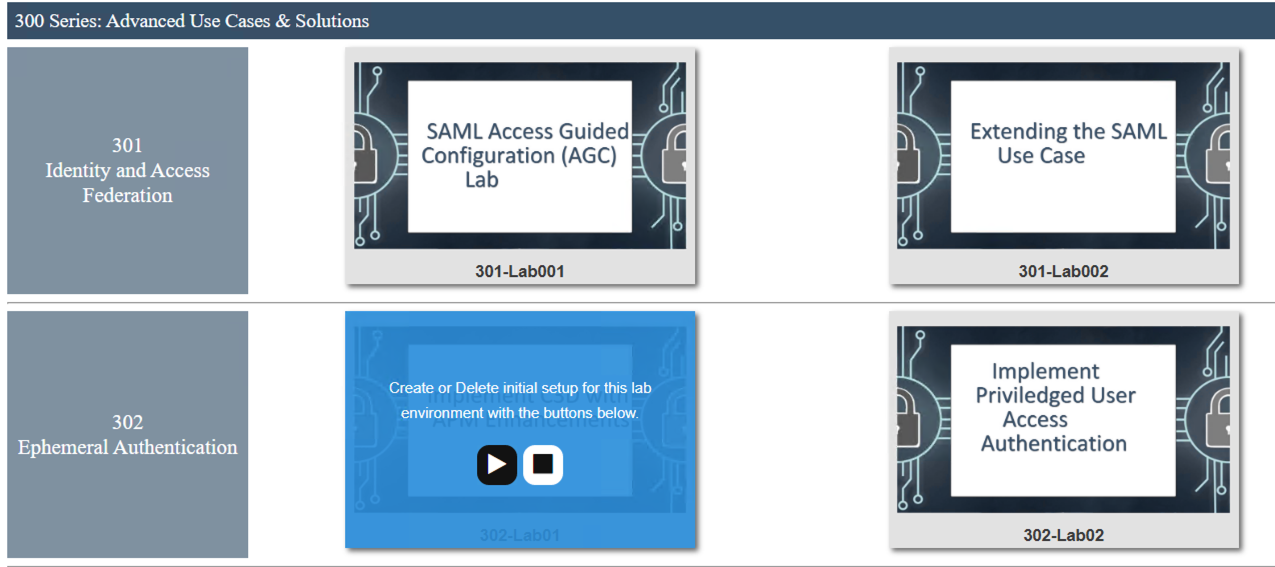 300 Series: Advanced Use Cases & Solutions
301
Identity and Access
Federation
SAML Access Guided
Configuration (AGC)
Lab
301-Lab001
Extending the SAML
Use Case
301-Lab002
302
Ephemeral Authentication
Implement CSD with
APM Enhancements
Create or Delete initial setup for this lab
environment with the buttons below.
302-Lab01
Implement
Priviledged User
Access
Authentication
302-Lab02